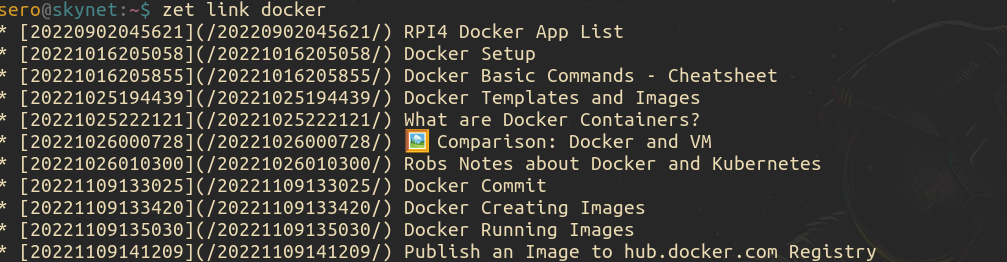 sero@skynet:~$ zet link docker
* [20220902045621](/20220902045621/) RPI4 Docker App List
* [20221016205058](/20221016205058/) Docker Setup
* [20221016205855](/20221016205855/) Docker Basic Commands - Cheatsheet
* [20221025194439](/20221025194439/) Docker Templates and Images
* [20221025222121](/20221025222121/) What are Docker Containers?
* [20221026000728](/20221026000728/) 🖼️ Comparison: Docker and VM
* [20221026010300](/20221026010300/) Robs Notes about Docker and Kubernetes
* [20221109133025](/20221109133025/) Docker Commit
* [20221109133420](/20221109133420/) Docker Creating Images
* [20221109135030](/20221109135030/) Docker Running Images
* [20221109141209](/20221109141209/) Publish an Image to hub.docker.com Registry